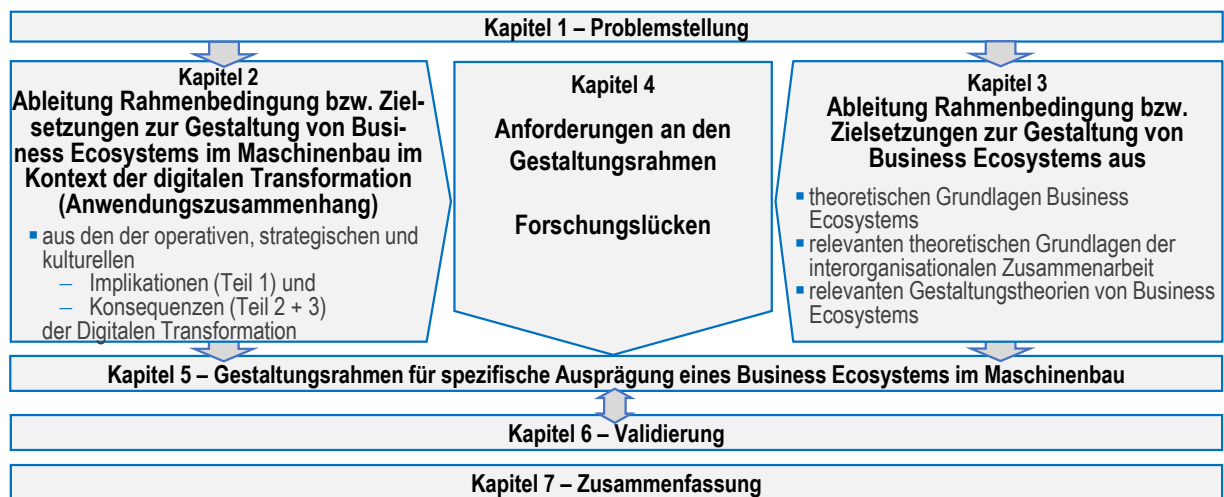 Kapitel 1 – Problemstellung
Kapitel 2
Ableitung Rahmenbedingung bzw. Ziel-
setzungen zur Gestaltung von Busi-
ness Ecosystems im Maschinenbau im
Kontext der digitalen Transformation
(Anwendungszusammenhang)
▪ aus den der operativen, strategischen und
kulturellen
– Implikationen (Teil 1) und
– Konsequenzen (Teil 2 + 3)
der Digitalen Transformation
Kapitel 4
Anforderungen an den
Gestaltungsrahmen
Forschungslücken
Kapitel 3
Ableitung Rahmenbedingung bzw.
Zielsetzungen zur Gestaltung von
Business Ecosystems aus
▪ theoretischen Grundlagen Business
Ecosystems
▪ relevanten theoretischen Grundlagen der
interorganisationalen Zusammenarbeit
▪ relevanten Gestaltungstheorien von Business
Ecosystems
Kapitel 5 – Gestaltungsrahmen für spezifische Ausprägung eines Business Ecosystems im Maschinenbau
Kapitel 6 – Validierung
Kapitel 7 – Zusammenfassung